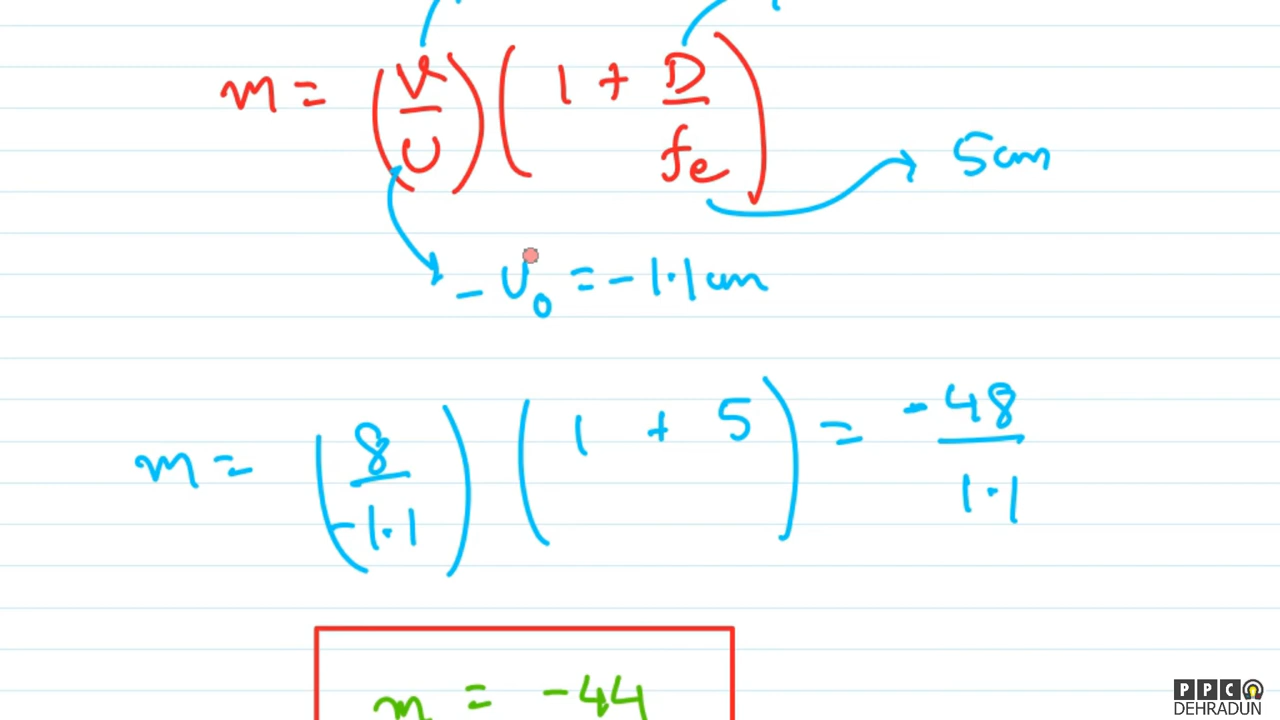 m = (v/u) (1 + D/fe)
5cm
- u₀ = -1.1cm
m = (8/-1.1) (1 + 5) = -48/1.1
m = -44
PPC
DEHRADUN